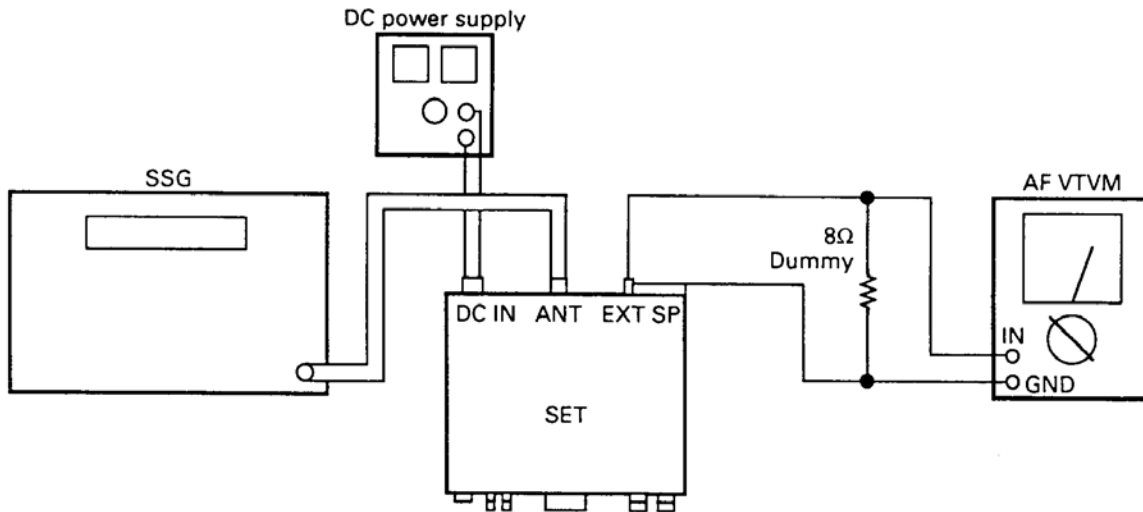 DC power supply
SSG
AF VTVM
8Ω
Dummy
DC IN
ANT
EXT SP
IN
GND
SET